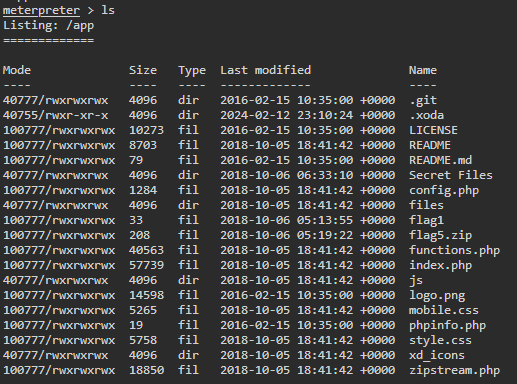 meterpreter > ls
Listing: /app
=============
Mode Size Type Last modified Name
---- ---- ---- ------------- ----
40777/rwxrwxrwx 4096 dir 2016-02-15 10:35:00 +0000 .git
40755/rwxr-xr-x 4096 dir 2024-02-12 23:10:24 +0000 .xoda
100777/rwxrwxrwx 10273 fil 2016-02-15 10:35:00 +0000 LICENSE
100777/rwxrwxrwx 8703 fil 2018-10-05 18:41:42 +0000 README
100777/rwxrwxrwx 79 fil 2016-02-15 10:35:00 +0000 README.md
40777/rwxrwxrwx 4096 dir 2018-10-06 06:33:10 +0000 Secret Files
100777/rwxrwxrwx 1284 fil 2018-10-05 18:41:42 +0000 config.php
40777/rwxrwxrwx 4096 dir 2018-10-05 18:41:42 +0000 files
100777/rwxrwxrwx 33 fil 2018-10-06 05:13:55 +0000 flag1
100777/rwxrwxrwx 208 fil 2018-10-06 05:19:22 +0000 flag5.zip
100777/rwxrwxrwx 40563 fil 2018-10-05 18:41:42 +0000 functions.php
100777/rwxrwxrwx 57739 fil 2018-10-05 18:41:42 +0000 index.php
40777/rwxrwxrwx 4096 dir 2018-10-05 18:41:42 +0000 js
100777/rwxrwxrwx 14598 fil 2016-02-15 10:35:00 +0000 logo.png
100777/rwxrwxrwx 5265 fil 2018-10-05 18:41:42 +0000 mobile.css
100777/rwxrwxrwx 19 fil 2016-02-15 10:35:00 +0000 phpinfo.php
100777/rwxrwxrwx 5758 fil 2018-10-05 18:41:42 +0000 style.css
40777/rwxrwxrwx 4096 dir 2018-10-05 18:41:42 +0000 xd_icons
100777/rwxrwxrwx 18850 fil 2018-10-05 18:41:42 +0000 zipstream.php